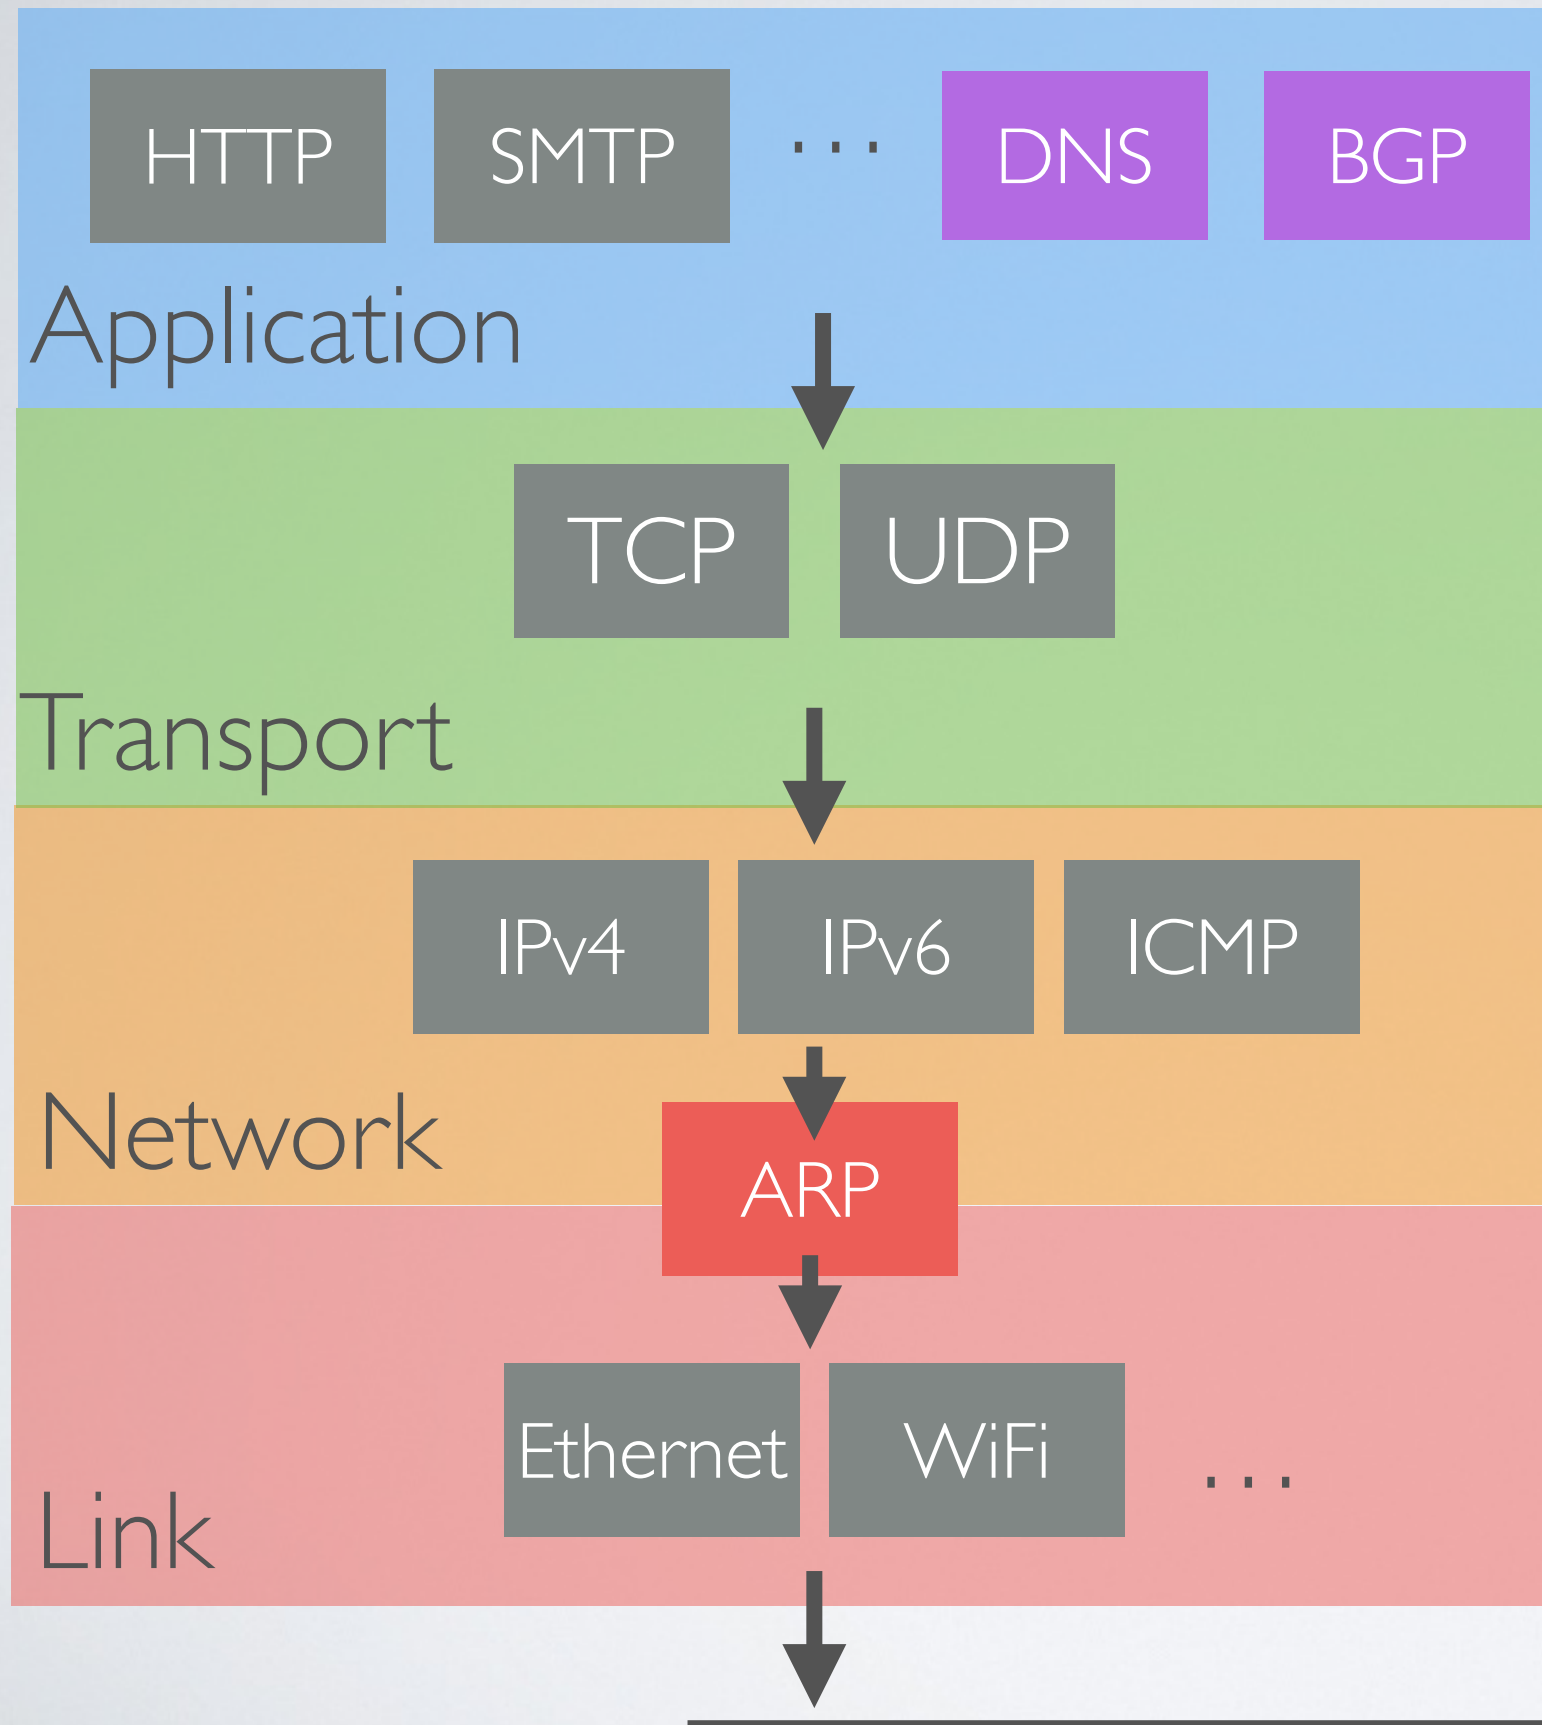 HTTP
SMTP
...
DNS
BGP
Application
TCP
UDP
Transport
IPv4
IPv6
ICMP
Network
ARP
Ethernet
WiFi
...
Link